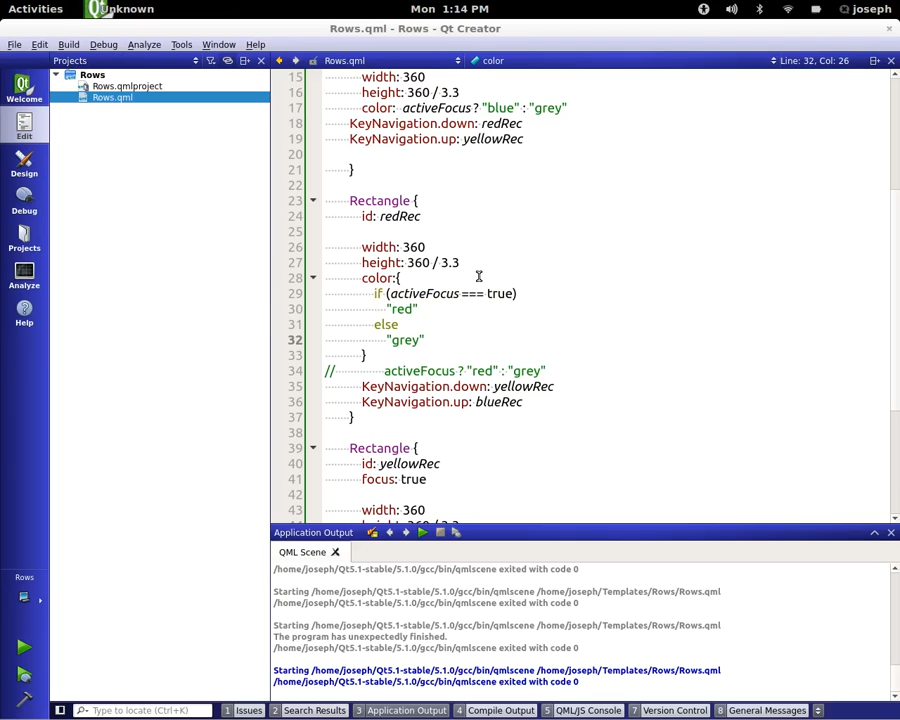 Activities
Unknown
Mon 1:14 PM
joseph
Rows.qml - Rows - Qt Creator
File Edit Build Debug Analyze Tools Window Help
Projects
Rows.qml
color
Line: 32, Col: 26
Rows
Rows.qmlproject
Rows.qml
Welcome
Edit
Design
Debug
Projects
Analyze
Help
Rows
15 width: 360
16 height: 360 / 3.3
17 color: activeFocus ? "blue" : "grey"
18 KeyNavigation.down: redRec
19 KeyNavigation.up: yellowRec
20
21 }
22
23 Rectangle {
24 id: redRec
25
26 width: 360
27 height: 360 / 3.3
28 color:{
29 if (activeFocus === true)
30 "red"
31 else
32 "grey"
33 }
34 // activeFocus ? "red" : "grey"
35 KeyNavigation.down: yellowRec
36 KeyNavigation.up: blueRec
37 }
38
39 Rectangle {
40 id: yellowRec
41 focus: true
42
43 width: 360
Application Output
QML Scene
/home/joseph/Qt5.1-stable/5.1.0/gcc/bin/qmlscene exited with code 0
Starting /home/joseph/Qt5.1-stable/5.1.0/gcc/bin/qmlscene /home/joseph/Templates/Rows/Rows.qml
/home/joseph/Qt5.1-stable/5.1.0/gcc/bin/qmlscene exited with code 0
Starting /home/joseph/Qt5.1-stable/5.1.0/gcc/bin/qmlscene /home/joseph/Templates/Rows/Rows.qml
The program has unexpectedly finished.
/home/joseph/Qt5.1-stable/5.1.0/gcc/bin/qmlscene exited with code 0
Starting /home/joseph/Qt5.1-stable/5.1.0/gcc/bin/qmlscene /home/joseph/Templates/Rows/Rows.qml
/home/joseph/Qt5.1-stable/5.1.0/gcc/bin/qmlscene exited with code 0
Type to locate (Ctrl+K)
1 Issues
2 Search Results
3 Application Output
4 Compile Output
5 QML/JS Console
7 Version Control
8 General Messages